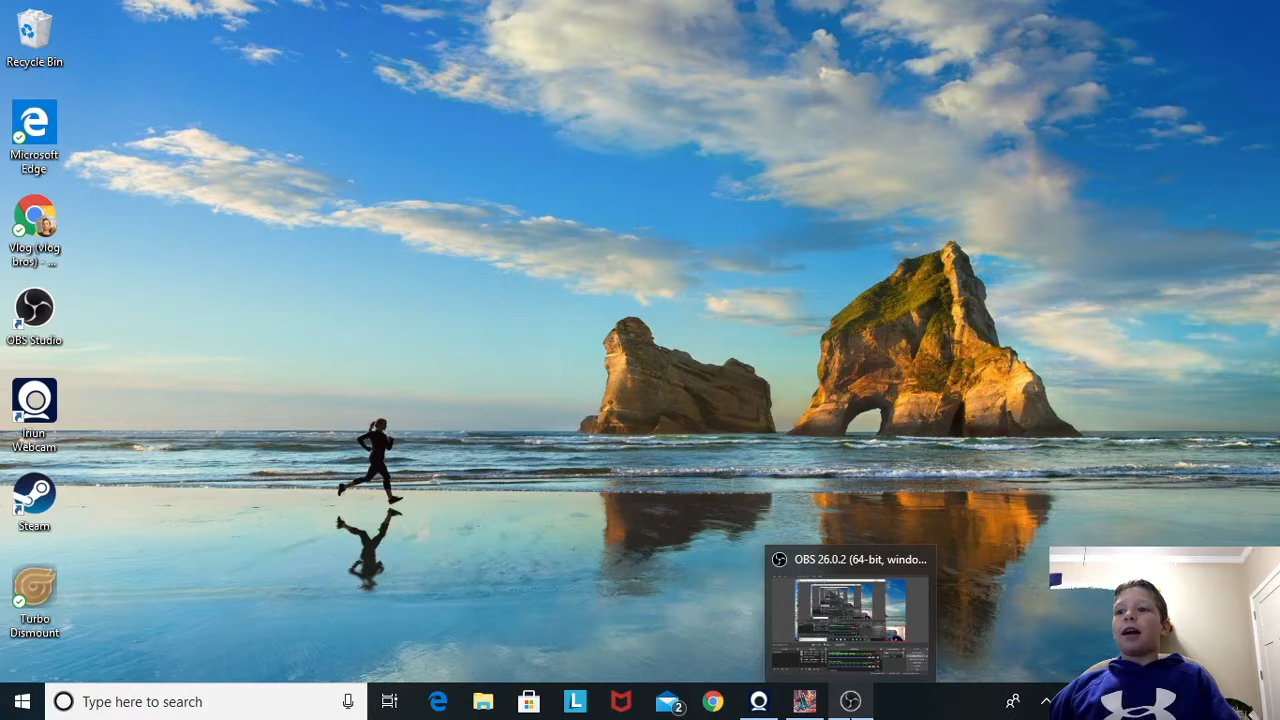 Recycle Bin
Microsoft
Edge
Vlog (vlog
bros) - ...
OBS Studio
Iriun
Webcam
Steam
Turbo
Dismount
OBS 26.0.2 (64-bit, windo...
Type here to search
L
2